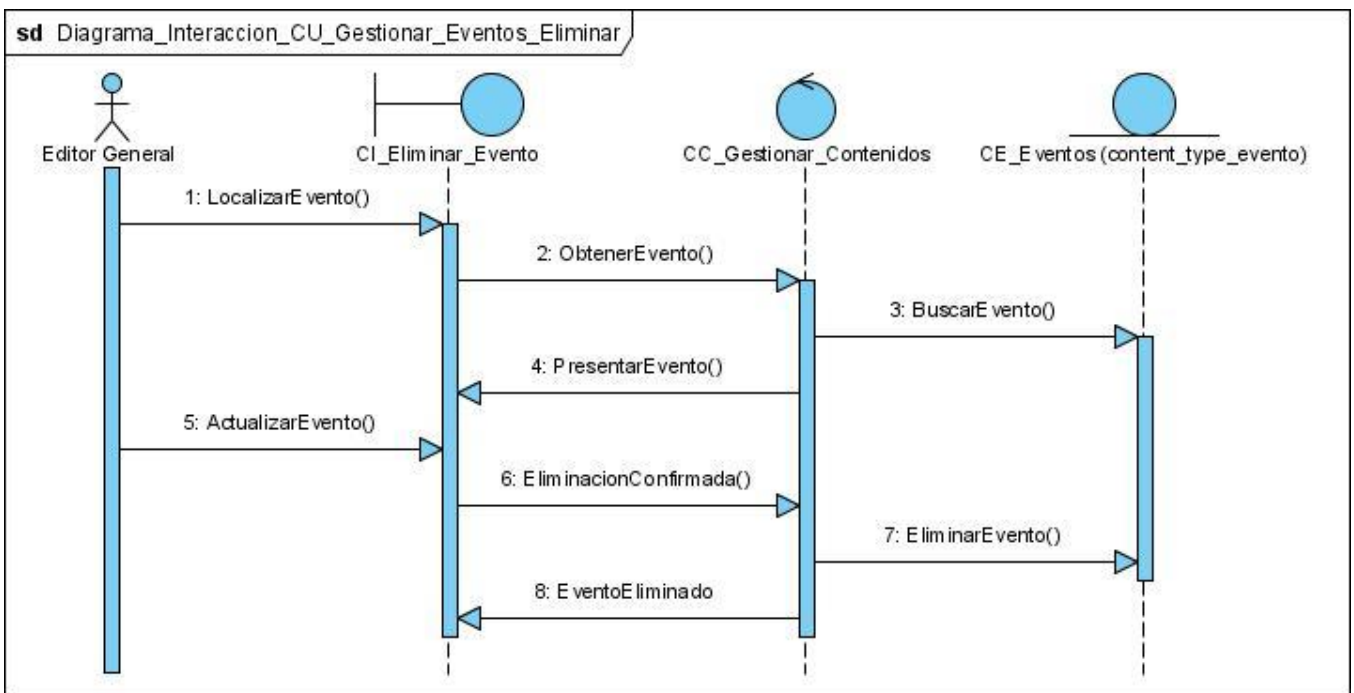 sd Diagrama_Interaccion_CU_Gestionar_Eventos_Eliminar
Editor General
CI_Eliminar_Evento
CC_Gestionar_Contenidos
CE_Eventos (content_type_evento)
1: LocalizarEvento()
2: ObtenerEvento()
3: BuscarEvento()
4: PresentarEvento()
5: ActualizarEvento()
6: EliminacionConfirmada()
7: EliminarEvento()
8: EventoEliminado